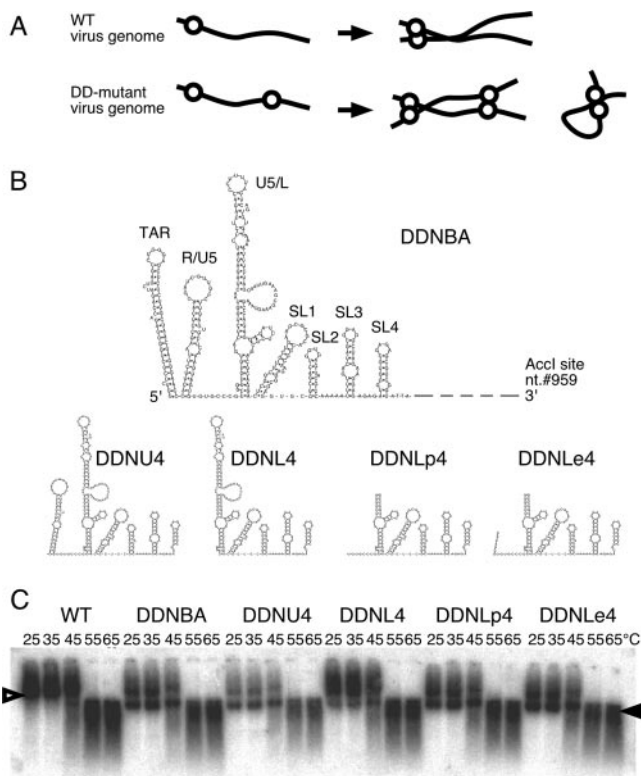 A
WT
virus genome
DD-mutant
virus genome
B
U5/L
DDNBA
TAR
R/U5
SL1
SL2
SL3
SL4
AccI site
nt.#959
5'
3'
DDNU4
DDNL4
DDNLp4
DDNLe4
C
WT DDNBA DDNU4 DDNL4 DDNLp4 DDNLe4
25 35 45 55 65 25 35 45 55 65 25 35 45 55 65 25 35 45 55 65 25 35 45 55 65 25 35 45 55 65 °C